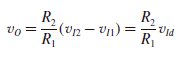 v_O = \frac{R_2}{R_1}(v_{I2} - v_{I1}) = \frac{R_2}{R_1} v_{Id}